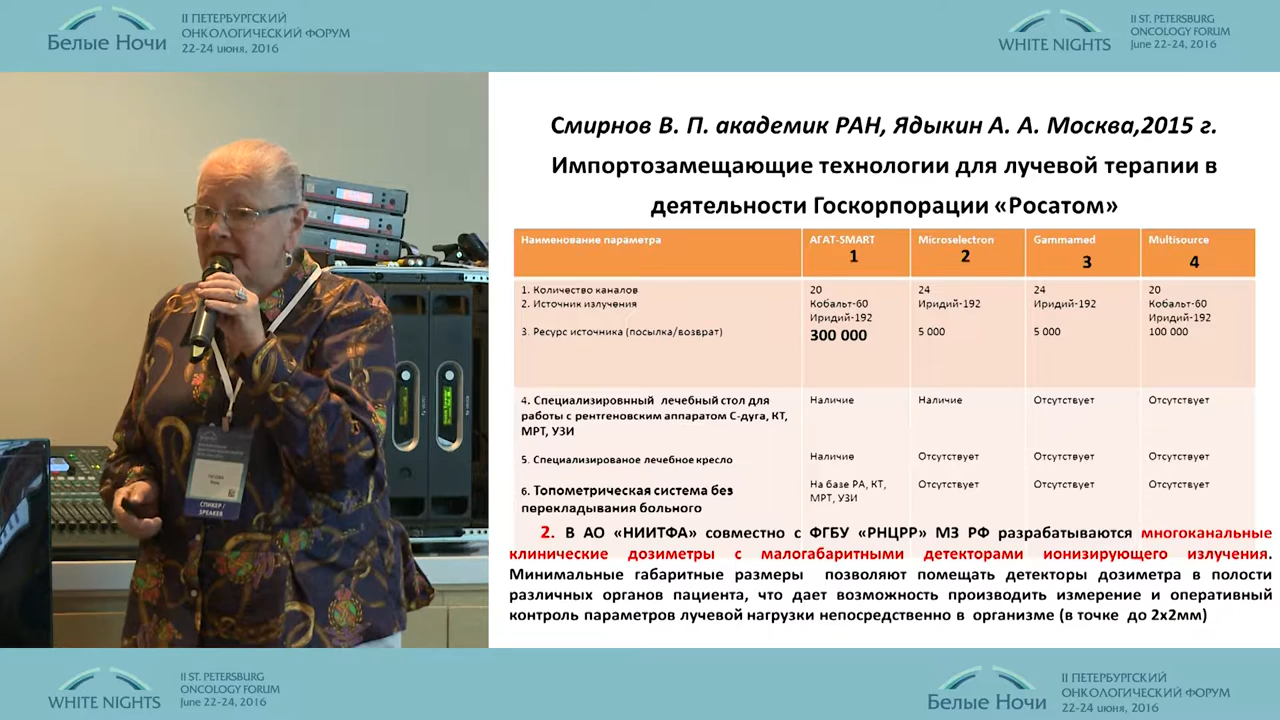 II ПЕТЕРБУРГСКИЙ
ОНКОЛОГИЧЕСКИЙ ФОРУМ
Белые Ночи
22-24 июня, 2016
II ST. PETERSBURG
ONCOLOGY FORUM
WHITE NIGHTS
June 22-24, 2016
Смирнов В. П. академик РАН, Ядыкин А. А. Москва,2015 г.
Импортозамещающие технологии для лучевой терапии в
деятельности Госкорпорации «Росатом»
Наименование параметра АГАТ-SMART Microselectron Gammamed Multisource
1 2 3 4
1. Количество каналов 20 24 24 20
2. Источник излучения Кобальт-60 Иридий-192 Иридий-192 Кобальт-60
Иридий-192 Иридий-192
3. Ресурс источника (посылка/возврат) 300 000 5 000 5 000 100 000
4. Специализировнный лечебный стол для Наличие Наличие Отсутствует Отсутствует
работы с рентгеновским аппаратом С-дуга, КТ,
МРТ, УЗИ
5. Специализированое лечебное кресло Наличие Отсутствует Отсутствует Отсутствует
6. Топометрическая система без На базе РА, КТ, Отсутствует Отсутствует Отсутствует
перекладывания больного МРТ, УЗИ
2. В АО «НИИТФА» совместно с ФГБУ «РНЦРР» МЗ РФ разрабатываются многоканальные
клинические дозиметры с малогабаритными детекторами ионизирующего излучения.
Минимальные габаритные размеры позволяют помещать детекторы дозиметра в полости
различных органов пациента, что дает возможность производить измерение и оперативный
контроль параметров лучевой нагрузки непосредственно в организме (в точке до 2х2мм)
СПИКЕР /
SPEAKER
II ST. PETERSBURG
ONCOLOGY FORUM
WHITE NIGHTS
June 22-24, 2016
II ПЕТЕРБУРГСКИЙ
ОНКОЛОГИЧЕСКИЙ ФОРУМ
Белые Ночи
22-24 июня, 2016